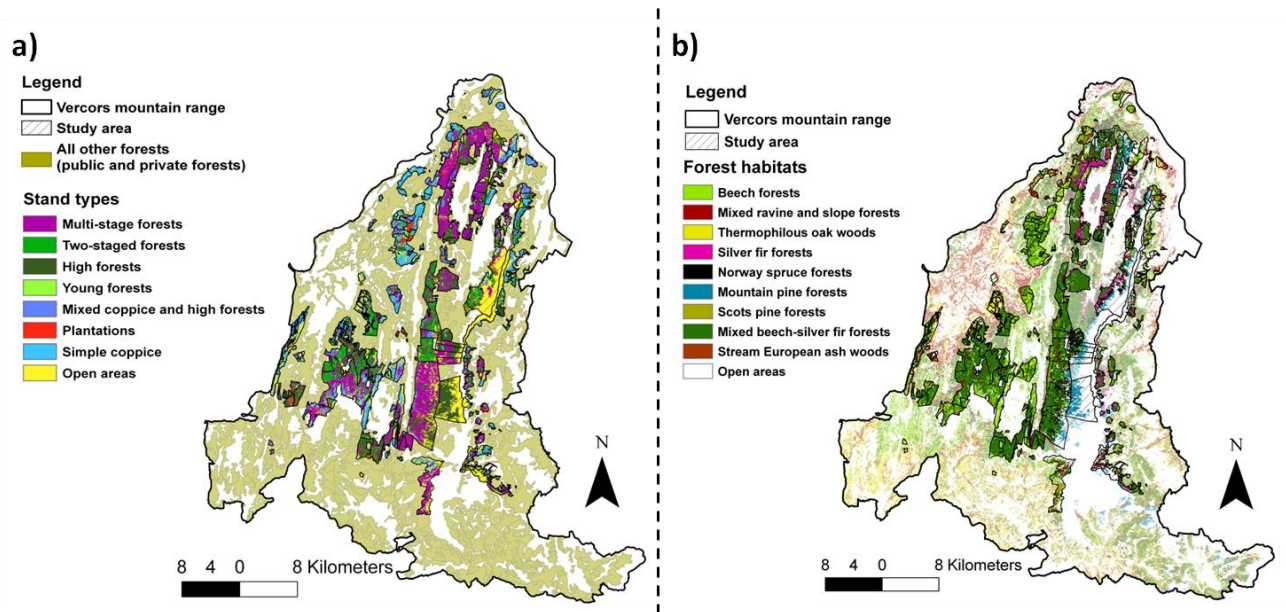 a)
Legend
Vercors mountain range
Study area
All other forests
(public and private forests)
Stand types
Multi-stage forests
Two-staged forests
High forests
Young forests
Mixed coppice and high forests
Plantations
Simple coppice
Open areas
N
8 4 0 8 Kilometers
b)
Legend
Vercors mountain range
Study area
Forest habitats
Beech forests
Mixed ravine and slope forests
Thermophilous oak woods
Silver fir forests
Norway spruce forests
Mountain pine forests
Scots pine forests
Mixed beech-silver fir forests
Stream European ash woods
Open areas
N
8 4 0 8 Kilometers